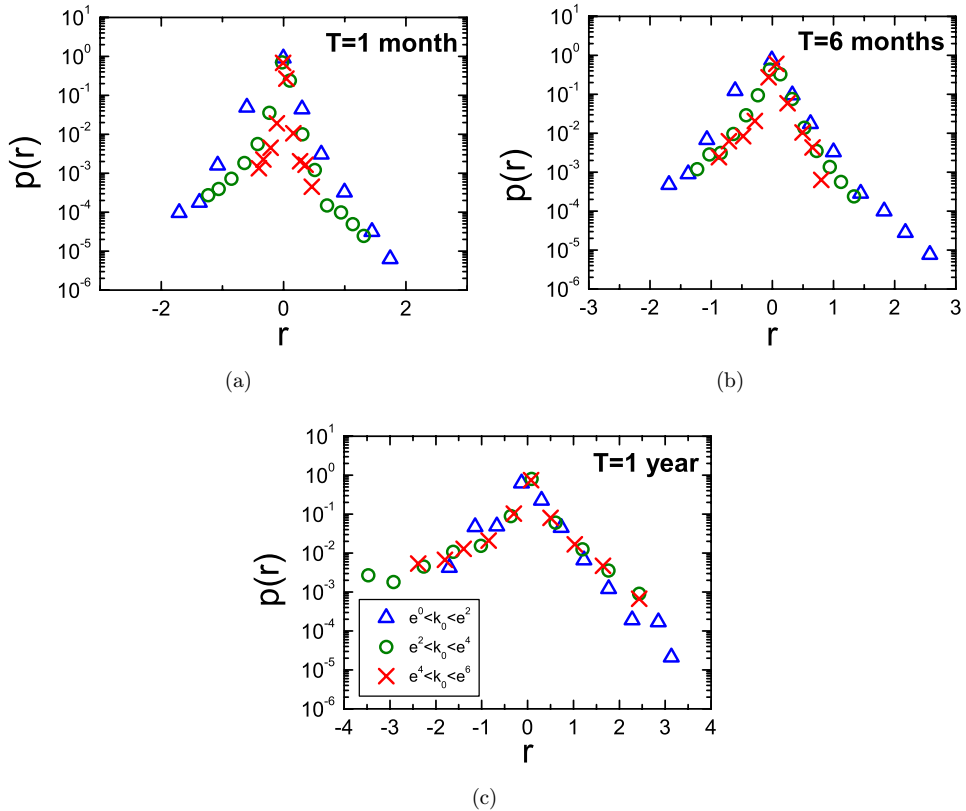 T=1 month
10^1
10^0
10^-1
10^-2
10^-3
10^-4
10^-5
10^-6
p(r)
-2 0 2
r
(a)
T=6 months
10^1
10^0
10^-1
10^-2
10^-3
10^-4
10^-5
10^-6
p(r)
-3 -2 -1 0 1 2 3
r
(b)
T=1 year
10^1
10^0
10^-1
10^-2
10^-3
10^-4
10^-5
10^-6
p(r)
e^0<k_0<e^2
e^2<k_0<e^4
e^4<k_0<e^6
-4 -3 -2 -1 0 1 2 3 4
r
(c)